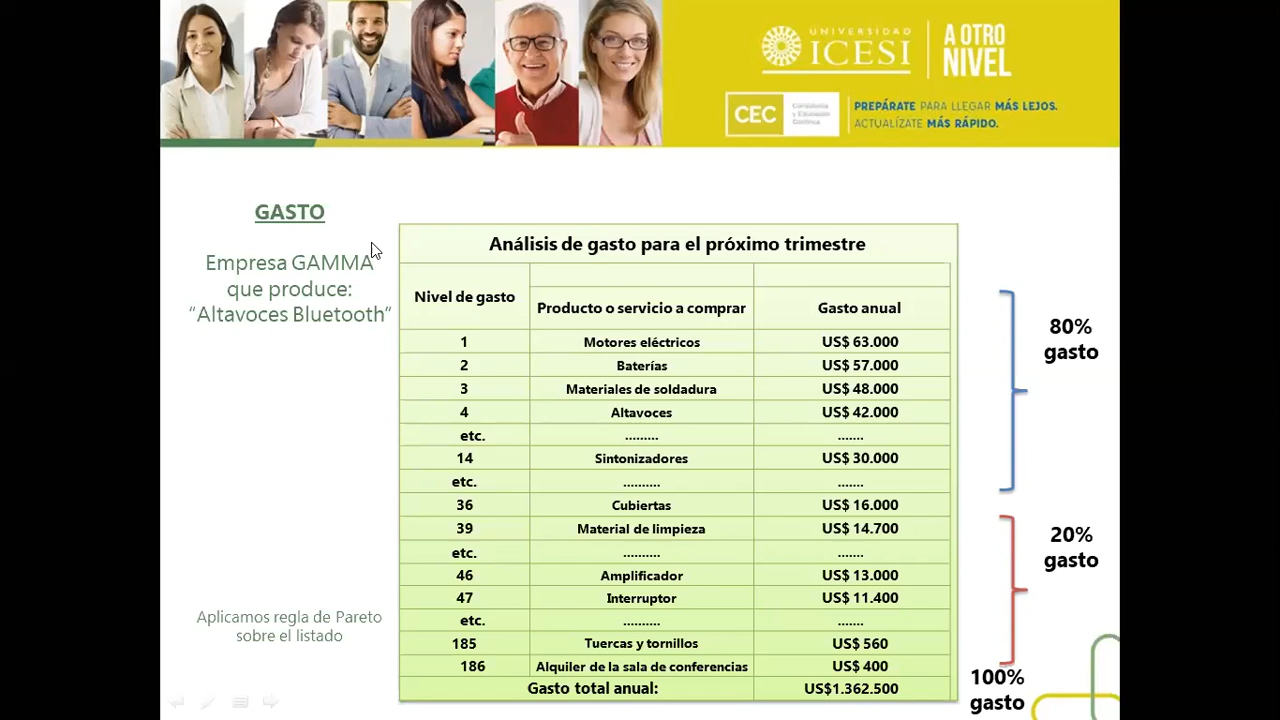 UNIVERSIDAD
ICESI
A OTRO
NIVEL
CEC
Consultoría
y Educación
Continua
PREPÁRATE PARA LLEGAR MÁS LEJOS.
ACTUALÍZATE MÁS RÁPIDO.
GASTO
Empresa GAMMA
que produce:
“Altavoces Bluetooth”
Análisis de gasto para el próximo trimestre
Nivel de gasto Producto o servicio a comprar Gasto anual
1 Motores eléctricos US$ 63.000
2 Baterías US$ 57.000
3 Materiales de soldadura US$ 48.000
4 Altavoces US$ 42.000
etc. ......... .......
14 Sintonizadores US$ 30.000
etc. .......... .......
36 Cubiertas US$ 16.000
39 Material de limpieza US$ 14.700
etc. .......... .......
46 Amplificador US$ 13.000
47 Interruptor US$ 11.400
etc. .......... .......
185 Tuercas y tornillos US$ 560
186 Alquiler de la sala de conferencias US$ 400
Gasto total anual: US$1.362.500
80%
gasto
20%
gasto
100%
gasto
Aplicamos regla de Pareto
sobre el listado